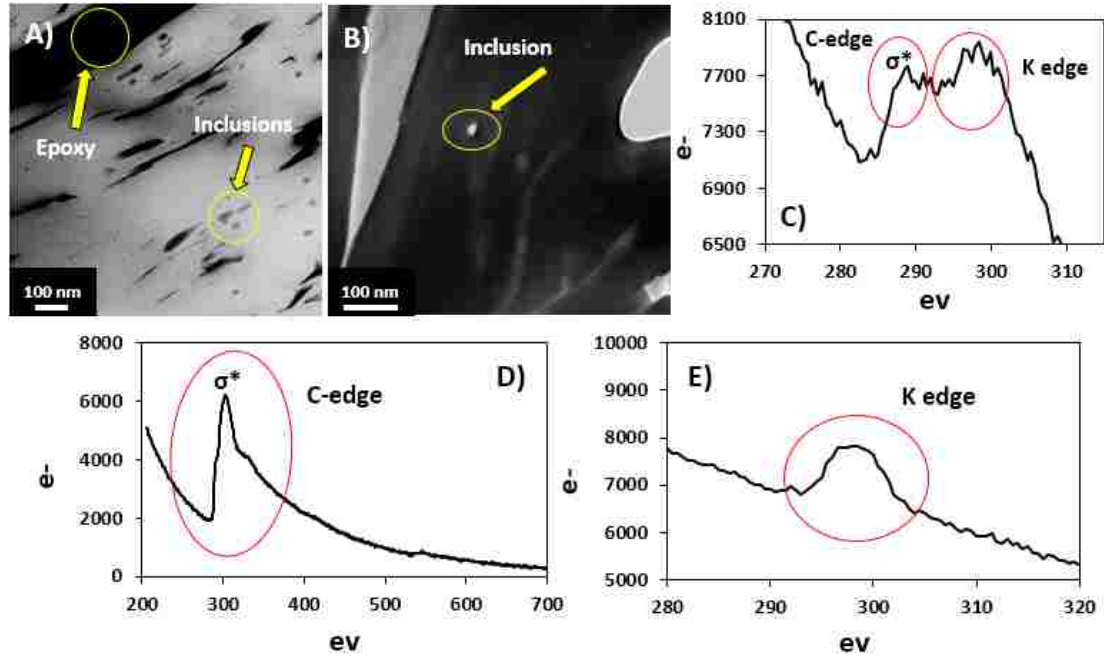 A)
Epoxy
Inclusions
100 nm
B)
Inclusion
100 nm
8100
7700
7300
6900
6500
e-
C-edge
σ*
K edge
C)
270 280 290 300 310
ev
8000
6000
4000
2000
0
e-
σ*
C-edge
D)
200 300 400 500 600 700
ev
10000
9000
8000
7000
6000
5000
e-
E)
K edge
280 290 300 310 320
ev